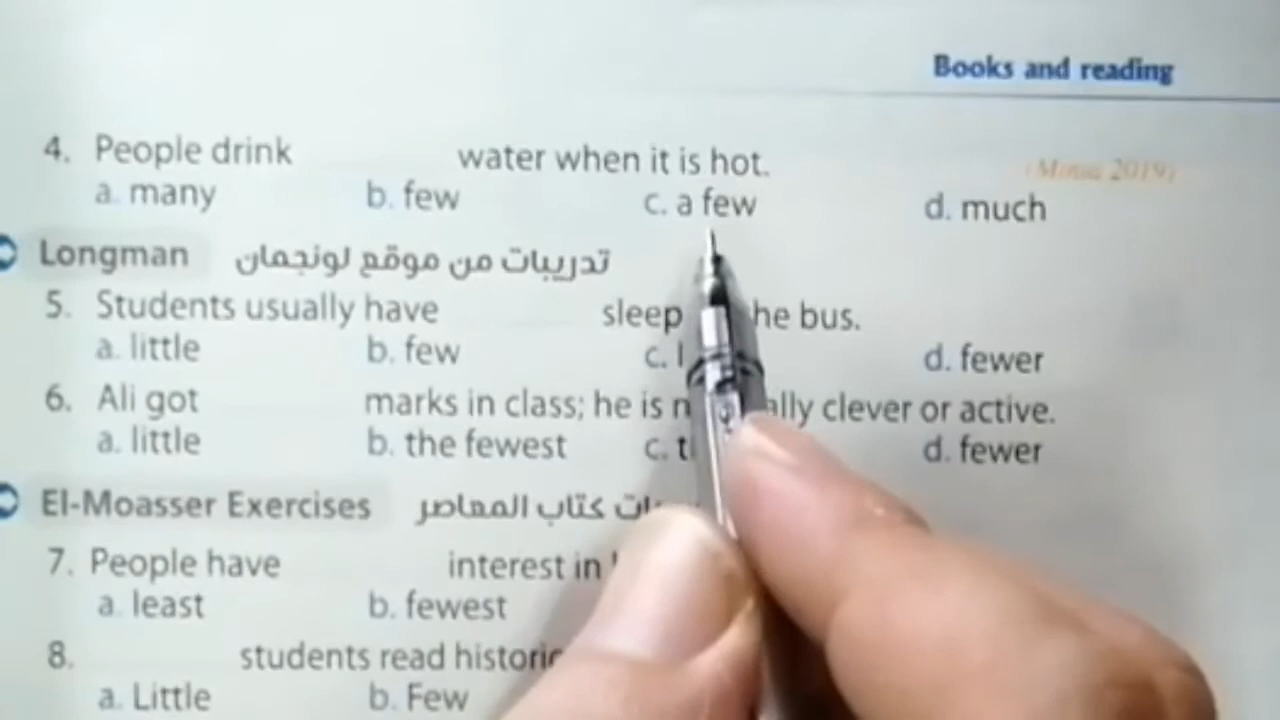 Books and reading
4. People drink water when it is hot.
a. many b. few c. a few d. much
Longman تدريبات من موقع لونجمان
5. Students usually have sleep he bus.
a. little b. few c. d. fewer
6. Ali got marks in class; he is clever or active.
a. little b. the fewest c. d. fewer
El-Moasser Exercises كتاب المعاصر
7. People have interest in
a. least b. fewest
8. students read
a. Little b. Few